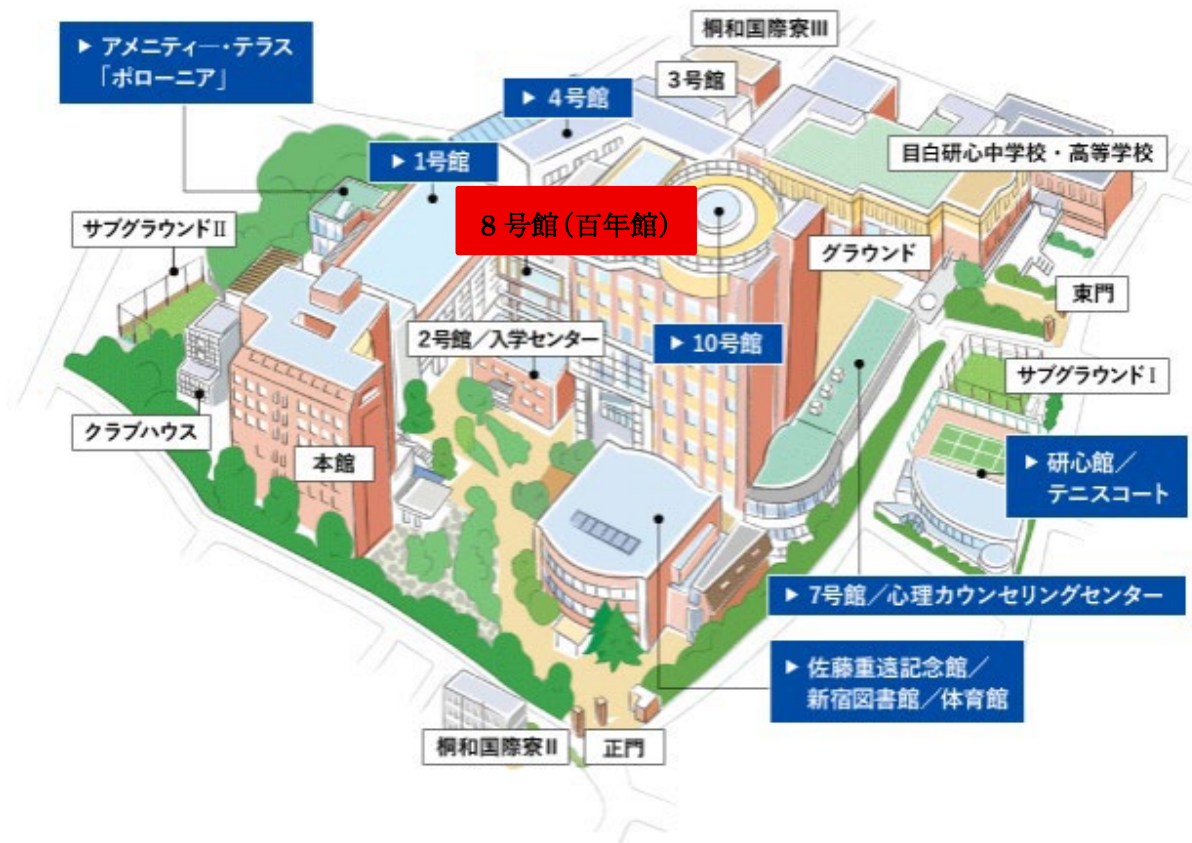 桐和国際寮Ⅲ
▶ アメニティ―・テラス
「ポローニア」
3号館
▶ 4号館
目白研心中学校・高等学校
▶ 1号館
8 号館(百年館)
サブグラウンドⅡ
グラウンド
東門
2号館/入学センター
▶ 10号館
サブグラウンドⅠ
クラブハウス
本館
▶ 研心館/
テニスコート
▶ 7号館/心理カウンセリングセンター
▶ 佐藤重遠記念館/
新宿図書館/体育館
桐和国際寮Ⅱ
正門